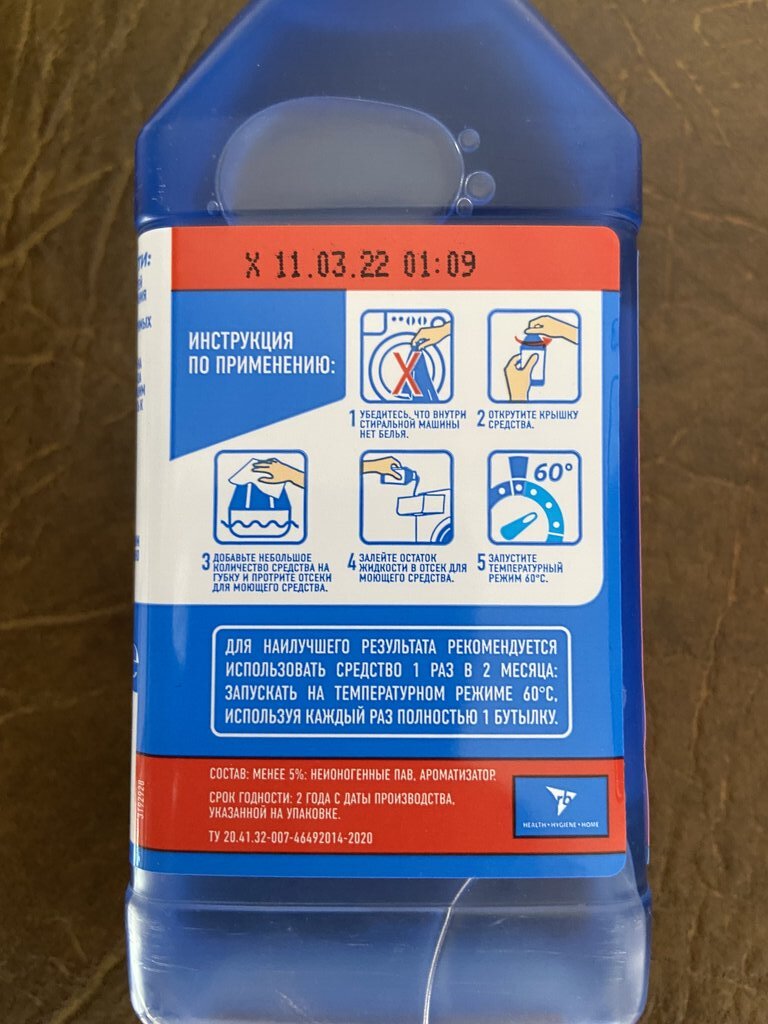 Х 11.03.22 01:09
ИНСТРУКЦИЯ
ПО ПРИМЕНЕНИЮ:
1 УБЕДИТЕСЬ, ЧТО ВНУТРИ
СТИРАЛЬНОЙ МАШИНЫ
НЕТ БЕЛЬЯ.
2 ОТКРУТИТЕ КРЫШКУ
СРЕДСТВА.
60°
3 ДОБАВЬТЕ НЕБОЛЬШОЕ
КОЛИЧЕСТВО СРЕДСТВА НА
ГУБКУ И ПРОТРИТЕ ОТСЕКИ
ДЛЯ МОЮЩЕГО СРЕДСТВА.
4 ЗАЛЕЙТЕ ОСТАТОК
ЖИДКОСТИ В ОТСЕК ДЛЯ
МОЮЩЕГО СРЕДСТВА.
5 ЗАПУСТИТЕ
ТЕМПЕРАТУРНЫЙ
РЕЖИМ 60°С.
ДЛЯ НАИЛУЧШЕГО РЕЗУЛЬТАТА РЕКОМЕНДУЕТСЯ
ИСПОЛЬЗОВАТЬ СРЕДСТВО 1 РАЗ В 2 МЕСЯЦА:
ЗАПУСКАТЬ НА ТЕМПЕРАТУРНОМ РЕЖИМЕ 60°С,
ИСПОЛЬЗУЯ КАЖДЫЙ РАЗ ПОЛНОСТЬЮ 1 БУТЫЛКУ.
СОСТАВ: МЕНЕЕ 5%: НЕИОНОГЕННЫЕ ПАВ, АРОМАТИЗАТОР.
СРОК ГОДНОСТИ: 2 ГОДА С ДАТЫ ПРОИЗВОДСТВА,
УКАЗАННОЙ НА УПАКОВКЕ.
ТУ 20.41.32-007-46492014-2020
3192928
rb
HEALTH • HYGIENE • HOME